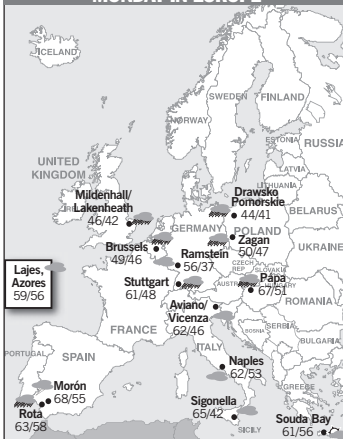 MONDAY IN EUROPE
ICELAND
SWEDEN
FINLAND
NORWAY
ESTONIA
RUSSIA
LATVIA
LITHUANIA
UNITED
KINGDOM
Mildenhall/
Lakenheath
46/42
Drawsko
Pomorskie
44/41
BELARUS
GERMANY
POLAND
Zagan
50/47
Brussels
49/46
Ramstein
56/37
UKRAINE
CZECH
REP
SLOVAKIA
Lajes,
Azores
59/56
Stuttgart
61/48
Pápa
67/51
Aviano/
Vicenza
62/46
ROMANIA
FRANCE
BOSNIA
SERBIA
BULGARIA
ITALY
PORTUGAL
SPAIN
Naples
62/53
Morón
68/55
Sigonella
65/42
GREECE
Rota
63/58
SICILY
Souda Bay
61/56